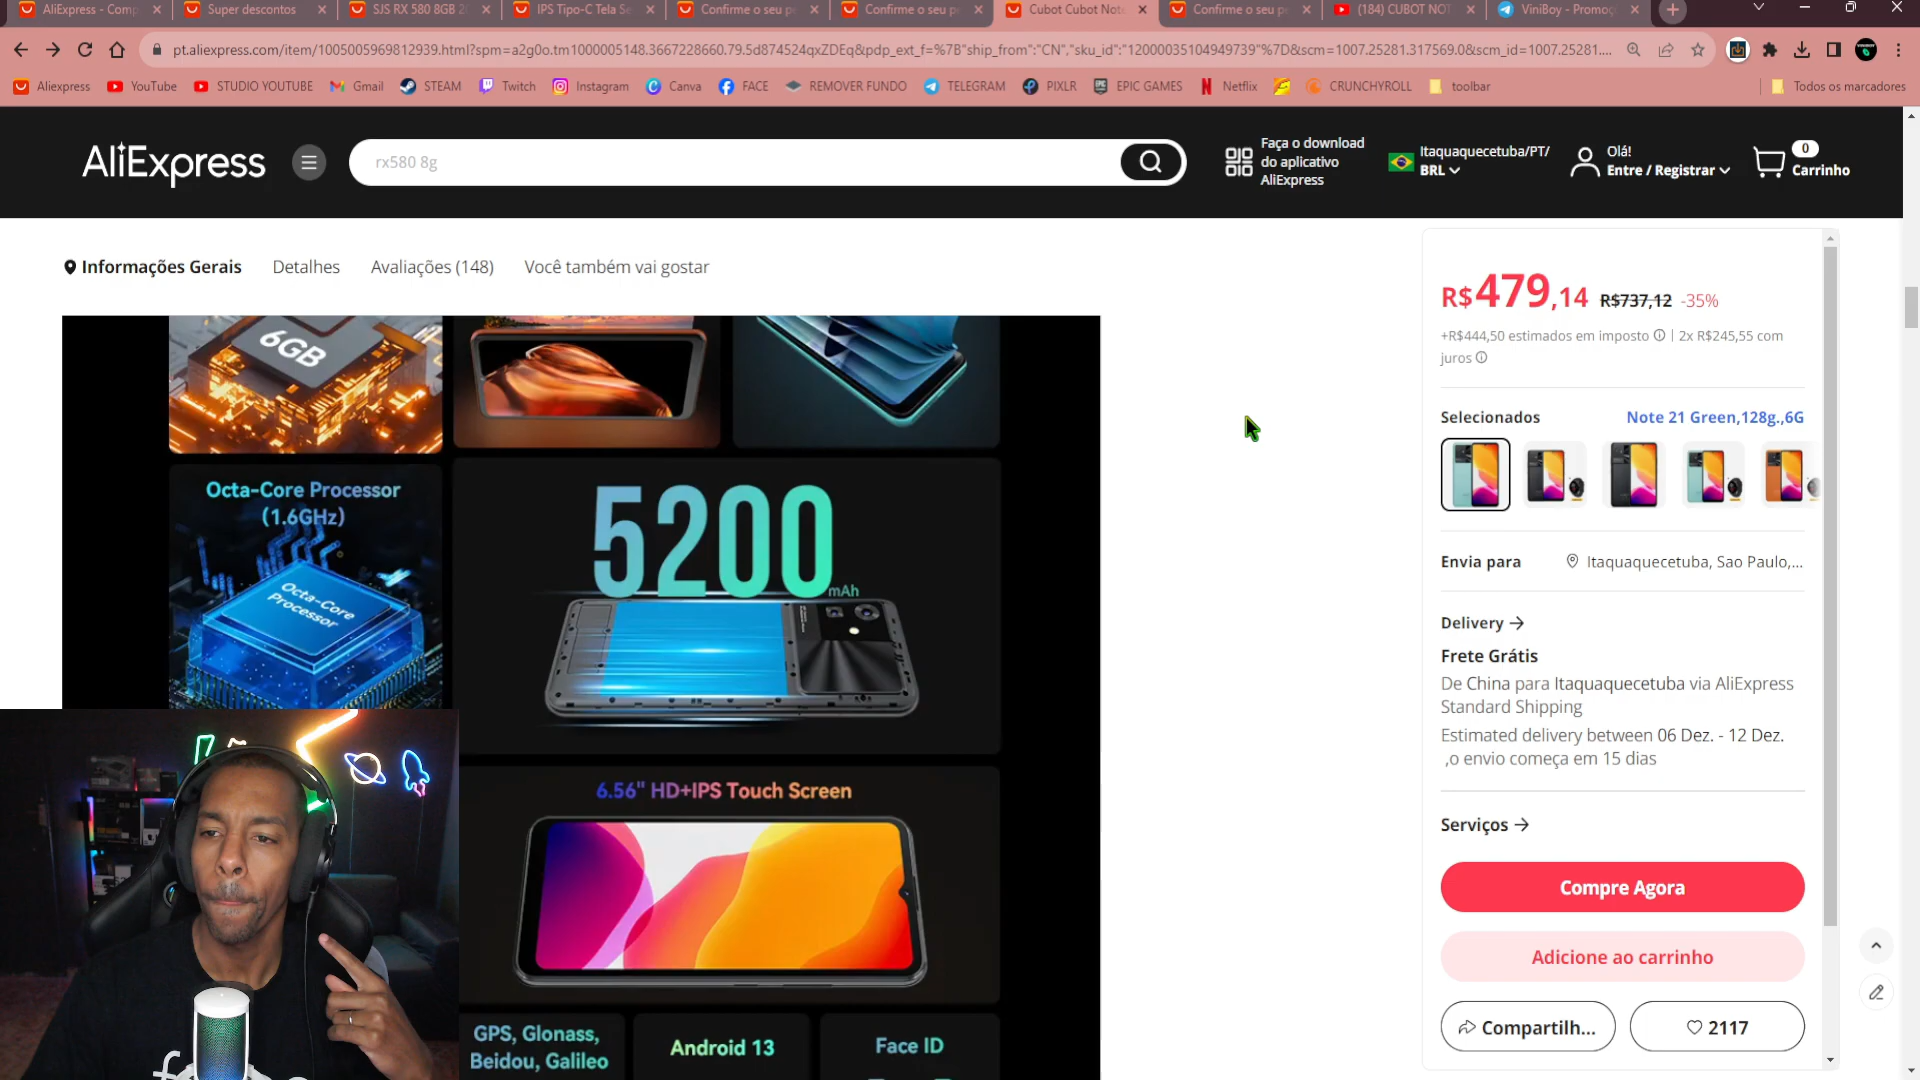 AliExpress - Comp
Super descontos
SJS RX 580 8GB 20
IPS Tipo-C Tela Se
Confirme o seu pe
Confirme o seu pe
Cubot Cubot Note
Confirme o seu pe
(184) CUBOT NOT
ViniBoy - Promoç
pt.aliexpress.com/item/1005005969812939.html?spm=a2g0o.tm1000005148.3667228660.79.5d874524qxZDEq&pdp_ext_f=%7B"ship_from":"CN","sku_id":"12000035104949739"%7D&scm=1007.25281.317569.0&scm_id=1007.25281....
Aliexpress
YouTube
STUDIO YOUTUBE
Gmail
STEAM
Twitch
Instagram
Canva
FACE
REMOVER FUNDO
TELEGRAM
PIXLR
EPIC GAMES
Netflix
CRUNCHYROLL
toolbar
Todos os marcadores
AliExpress
rx580 8g
Faça o download
do aplicativo
AliExpress
Itaquaquecetuba/PT/
BRL
Olá!
Entre / Registrar
0
Carrinho
Informações Gerais
Detalhes
Avaliações (148)
Você também vai gostar
6GB
Octa-Core Processor
(1.6GHz)
Octa-Core
Processor
5200
mAh
6.56" HD+IPS Touch Screen
GPS, Glonass,
Beidou, Galileo
Android 13
Face ID
R$479,14 R$737,12 -35%
+R$444,50 estimados em imposto | 2x R$245,55 com
juros
Selecionados
Note 21 Green,128g.,6G
Envia para
Itaquaquecetuba, Sao Paulo,...
Delivery
Frete Grátis
De China para Itaquaquecetuba via AliExpress
Standard Shipping
Estimated delivery between 06 Dez. - 12 Dez.
,o envio começa em 15 dias
Serviços
Compre Agora
Adicione ao carrinho
Compartilh...
2117